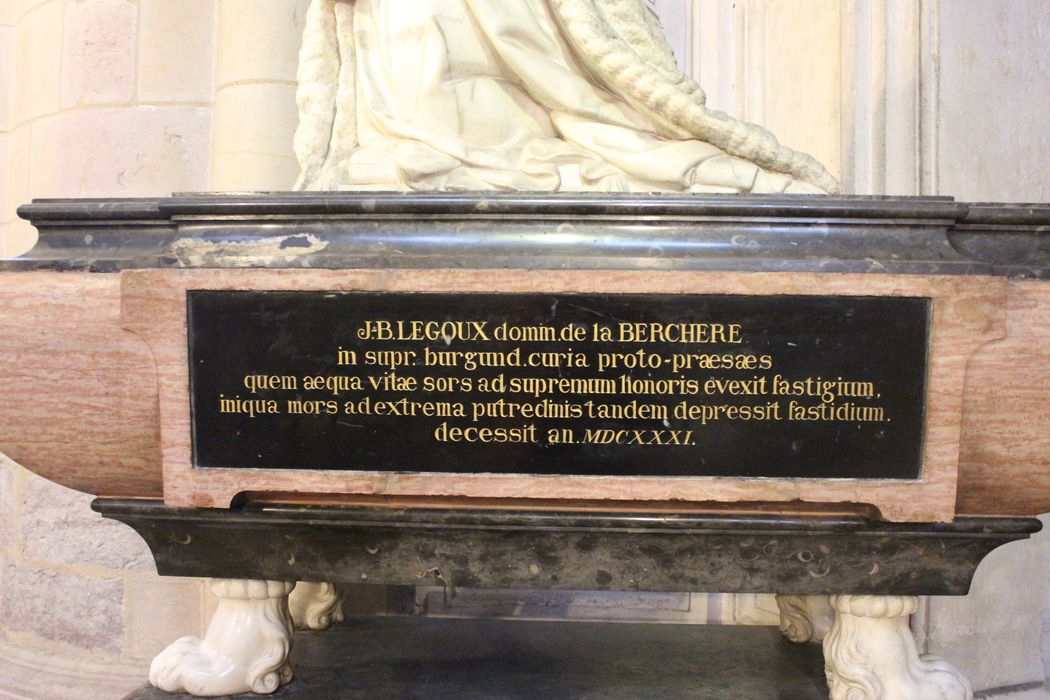 J.B. LEGOUX domin. de la BERCHERE
in supr. burgund. curia proto-præsaes
quem aequa vitae sors ad supremum honoris evexit fastigium,
iniqua mors ad extrema putredinis tandem depressit fastidium.
decessit an. MDCXXXI.